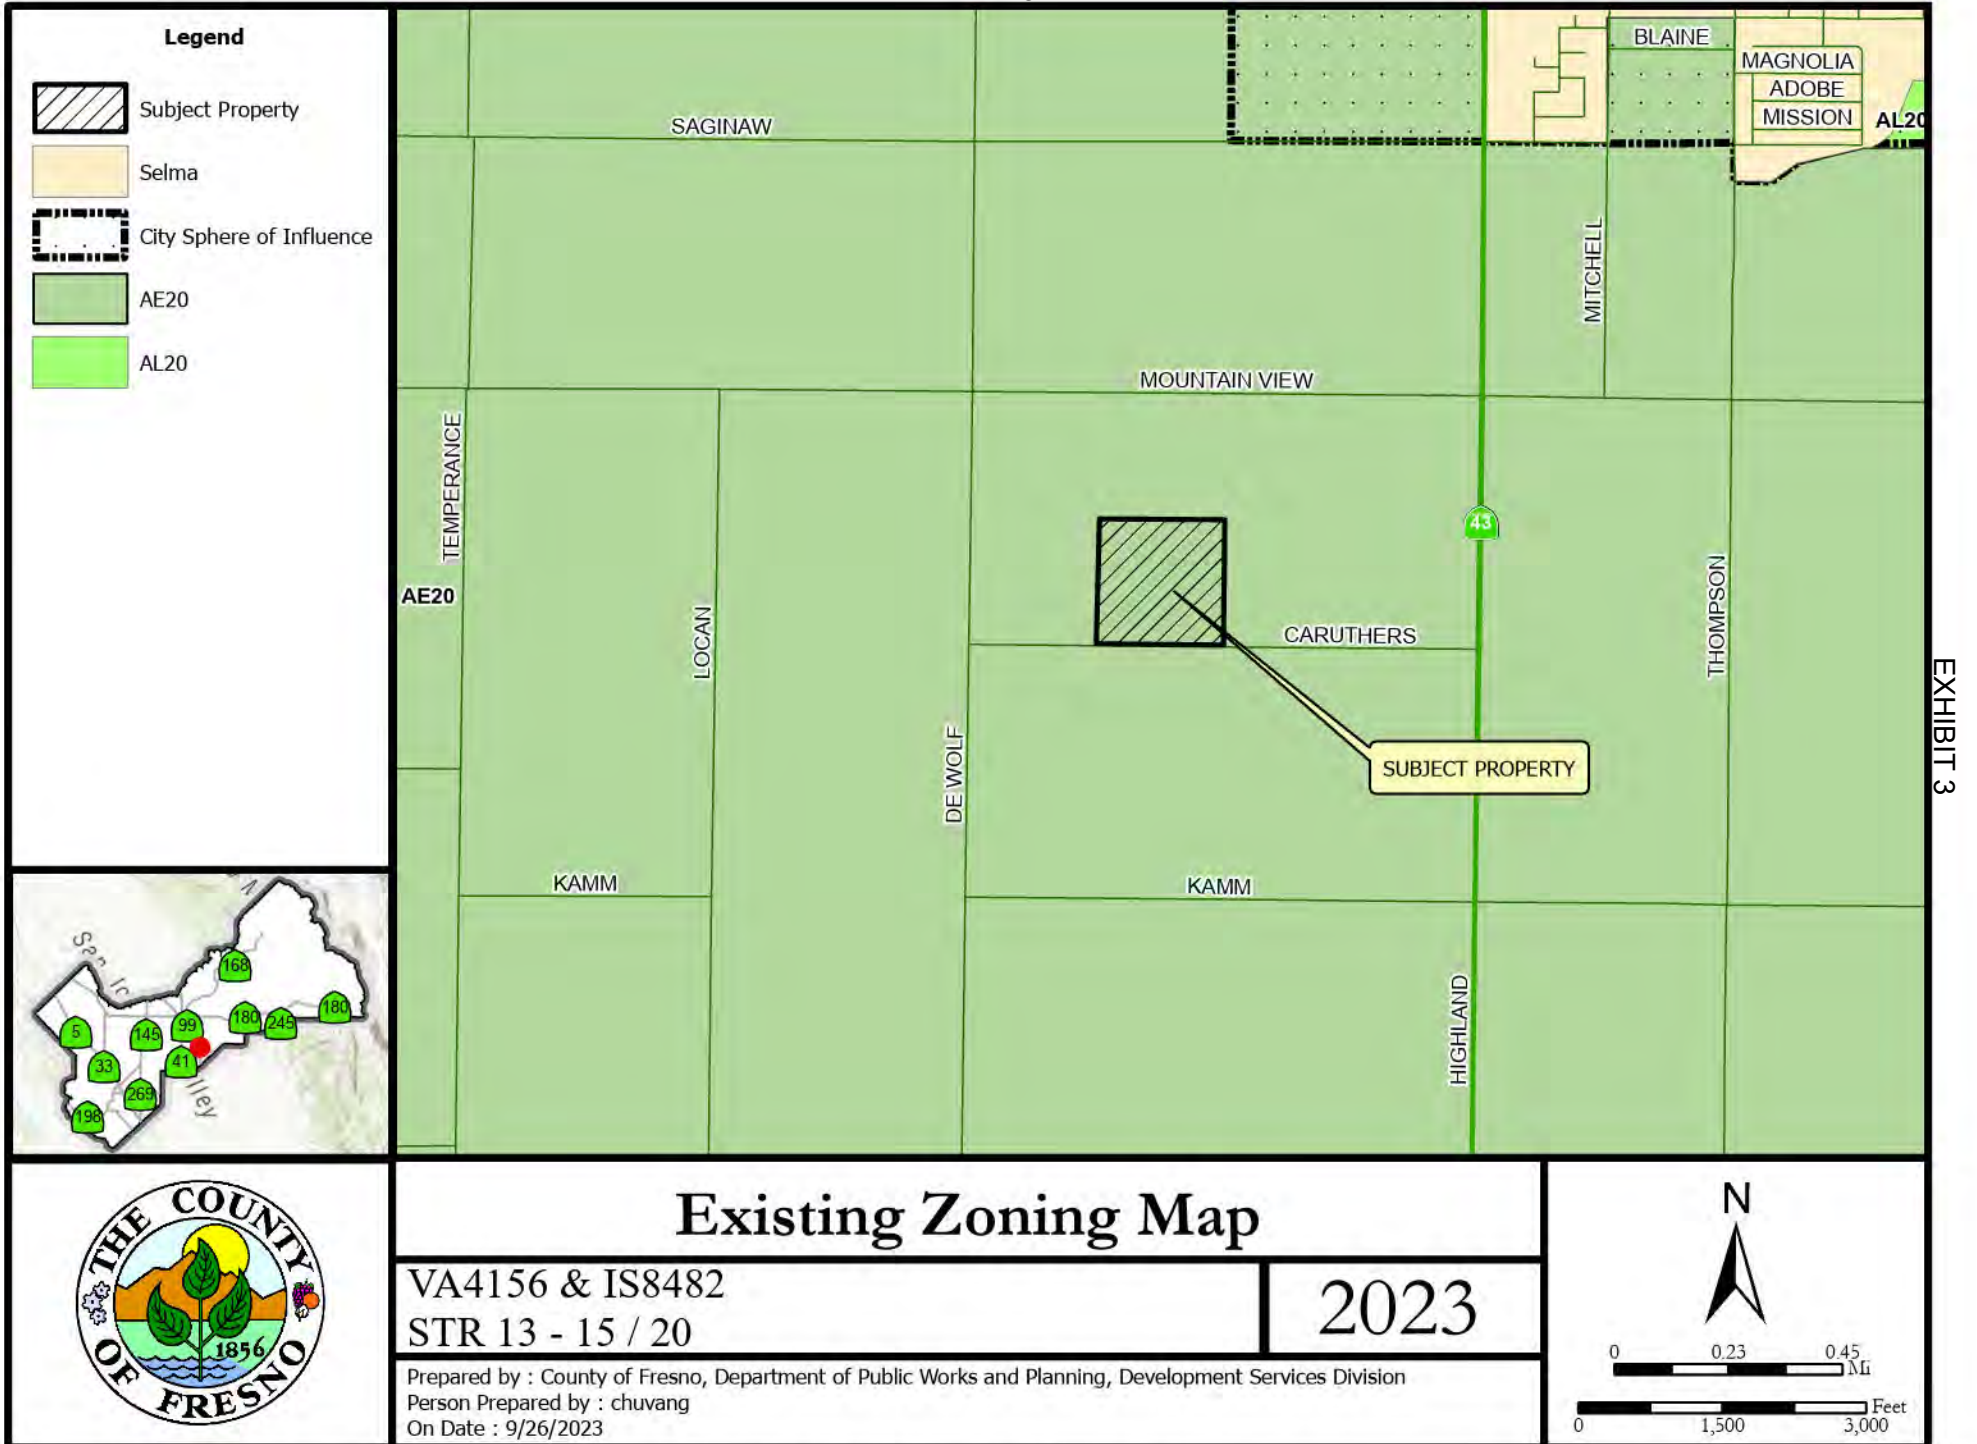 Legend
Subject Property
Selma
City Sphere of Influence
AE20
AL20
BLAINE
MAGNOLIA
ADOBE
MISSION
AL20
SAGINAW
MITCHELL
MOUNTAIN VIEW
TEMPERANCE
43
AE20
LOCAN
THOMPSON
CARUTHERS
DE WOLF
SUBJECT PROPERTY
KAMM
KAMM
HIGHLAND
EXHIBIT 3
168
180
180
245
5
145
99
33
41
269
198
lley
THE COUNTY OF FRESNO
1856
Existing Zoning Map
VA4156 & IS8482
STR 13 - 15 / 20
2023
Prepared by : County of Fresno, Department of Public Works and Planning, Development Services Division
Person Prepared by : chuvang
On Date : 9/26/2023
N
0 0.23 0.45
Mi
Feet
0 1,500 3,000